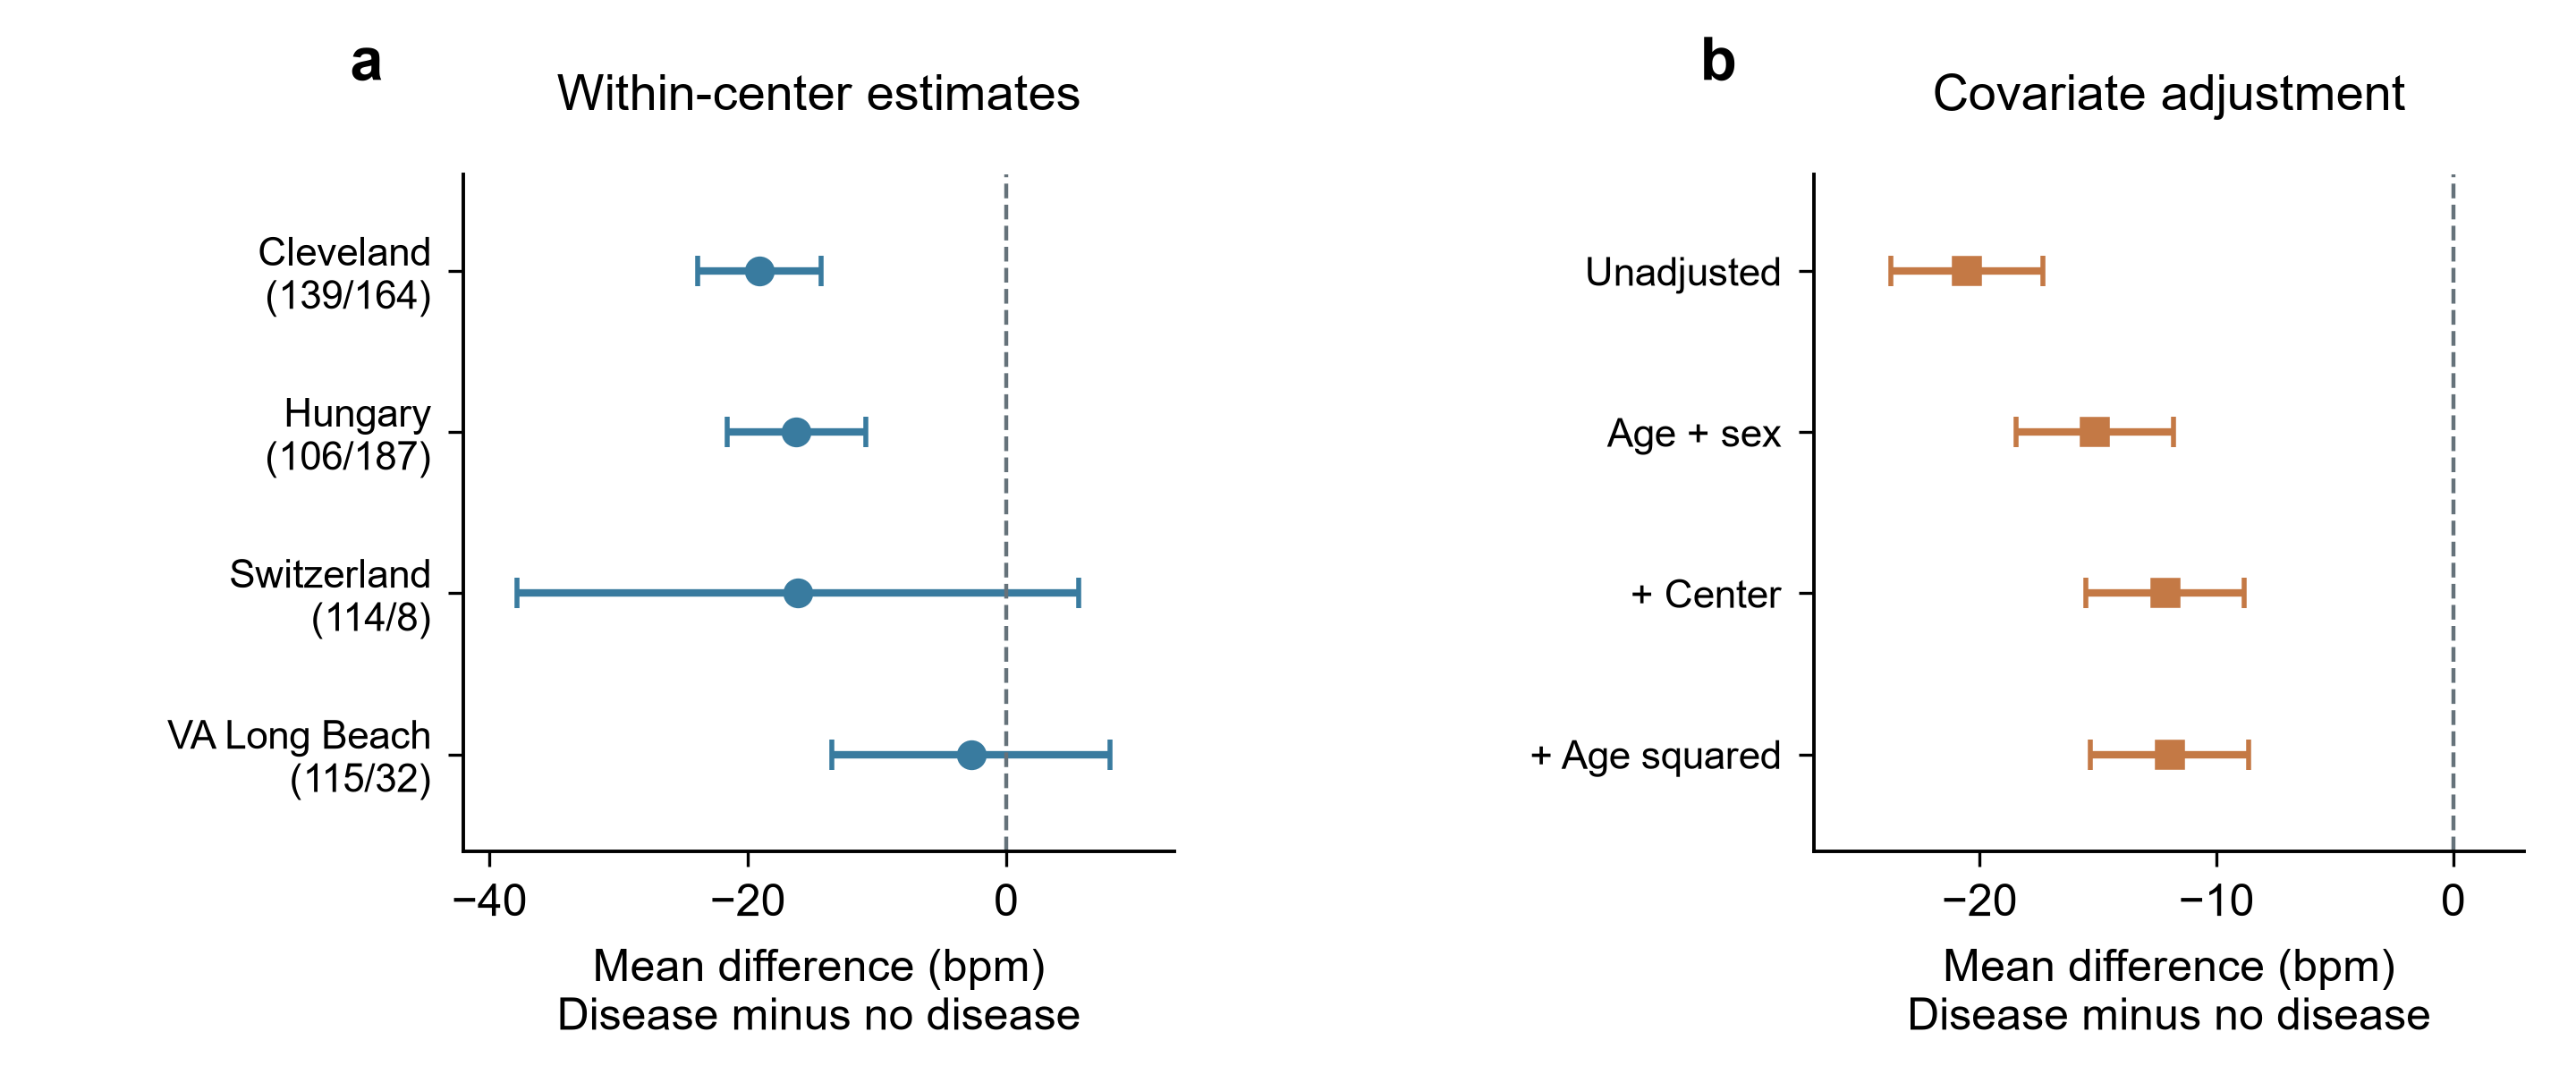 a
Within-center estimates
Cleveland
(139/164)
Hungary
(106/187)
Switzerland
(114/8)
VA Long Beach
(115/32)
−40
−20
0
Mean difference (bpm)
Disease minus no disease
b
Covariate adjustment
Unadjusted
Age + sex
+ Center
+ Age squared
−20
−10
0
Mean difference (bpm)
Disease minus no disease